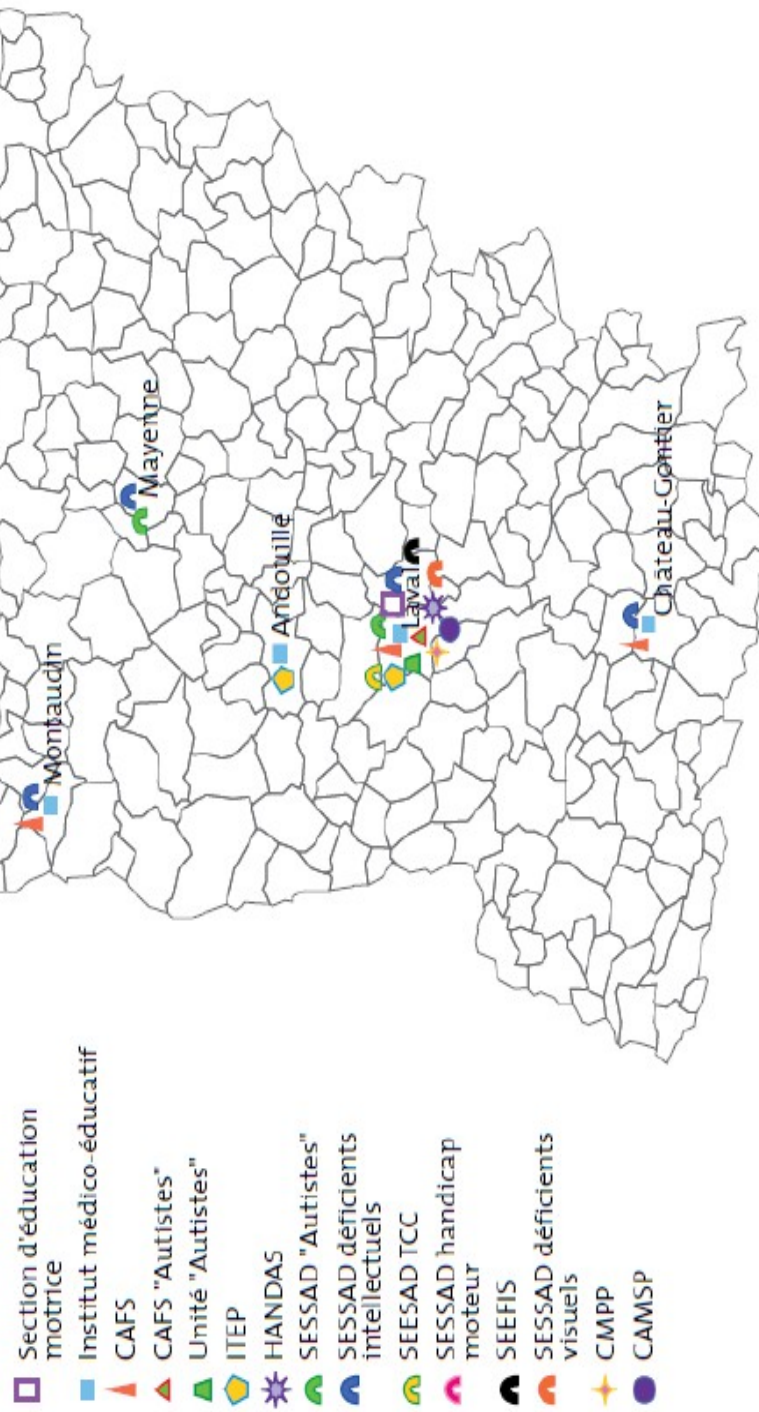 Section d'éducation
motrice
Institut médico-éducatif
CAFS
CAFS "Autistes"
Unité "Autistes"
ITEP
HANDAS
SESSAD "Autistes"
SESSAD déficients
intellectuels
SEESAD TCC
SESSAD handicap
moteur
SEEFIS
SESSAD déficients
visuels
CMPP
CAMSP
Montaudin
Mayenne
Andouillé
Laval
Château-Gontier